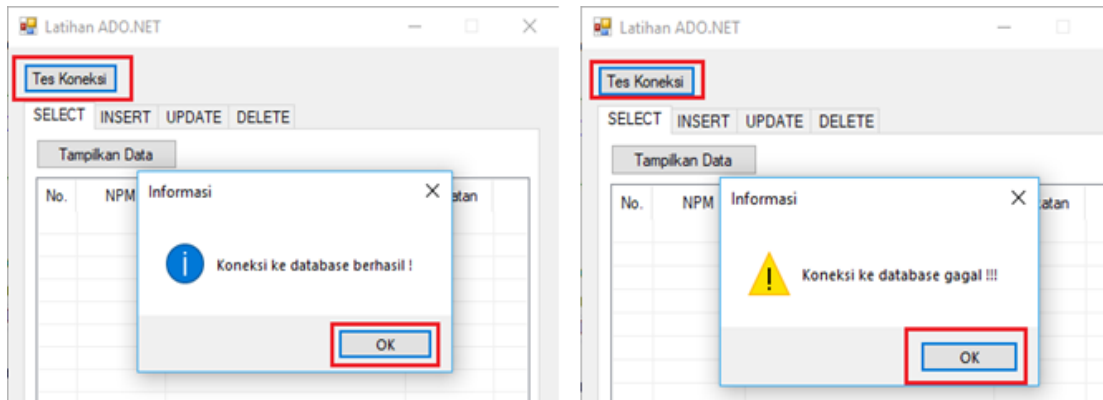 Latihan ADO.NET
Tes Koneksi
SELECT INSERT UPDATE DELETE
Tampilkan Data
No. NPM atan
Informasi
Koneksi ke database berhasil !
OK
Latihan ADO.NET
Tes Koneksi
SELECT INSERT UPDATE DELETE
Tampilkan Data
No. NPM atan
Informasi
Koneksi ke database gagal !!!
OK